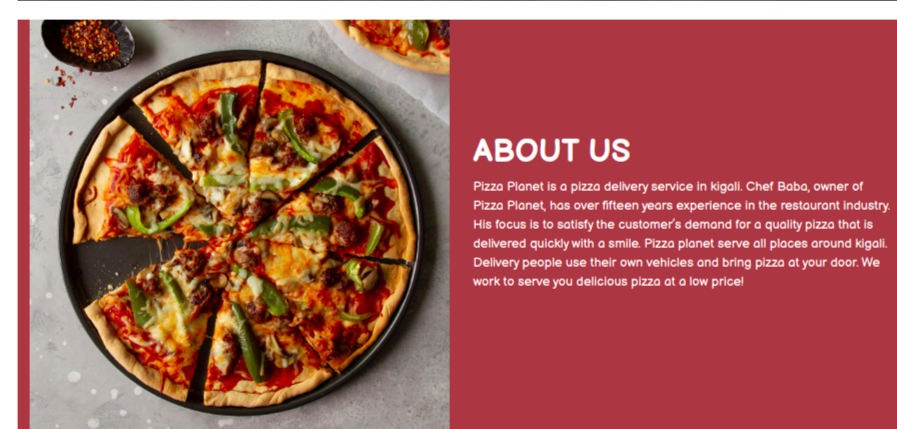 ABOUT US
Pizza Planet is a pizza delivery service in kigali. Chef Baba, owner of
Pizza Planet, has over fifteen years experience in the restaurant industry.
His focus is to satisfy the customer's demand for a quality pizza that is
delivered quickly with a smile. Pizza planet serve all places around kigali.
Delivery people use their own vehicles and bring pizza at your door. We
work to serve you delicious pizza at a low price!